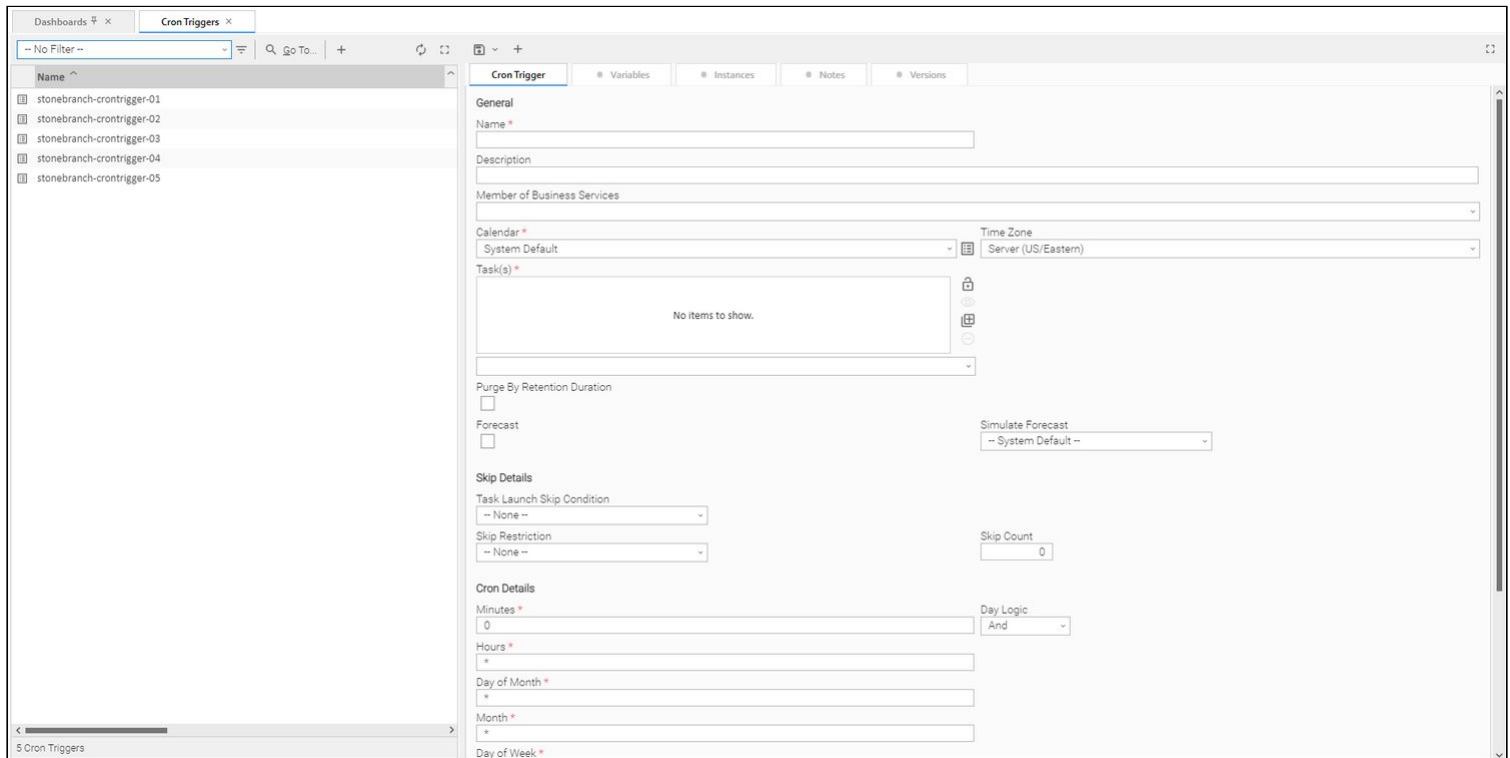 Dashboards
Cron Triggers
-- No Filter --
Go To...
Name
stonebranch-crontrigger-01
stonebranch-crontrigger-02
stonebranch-crontrigger-03
stonebranch-crontrigger-04
stonebranch-crontrigger-05
5 Cron Triggers
Cron Trigger
Variables
Instances
Notes
Versions
General
Name *
Description
Member of Business Services
Calendar * Time Zone
System Default Server (US/Eastern)
Task(s) *
No items to show.
Purge By Retention Duration
Forecast Simulate Forecast
-- System Default --
Skip Details
Task Launch Skip Condition
-- None --
Skip Restriction Skip Count
-- None -- 0
Cron Details
Minutes * Day Logic
0 And
Hours *
*
Day of Month *
*
Month *
*
Day of Week *